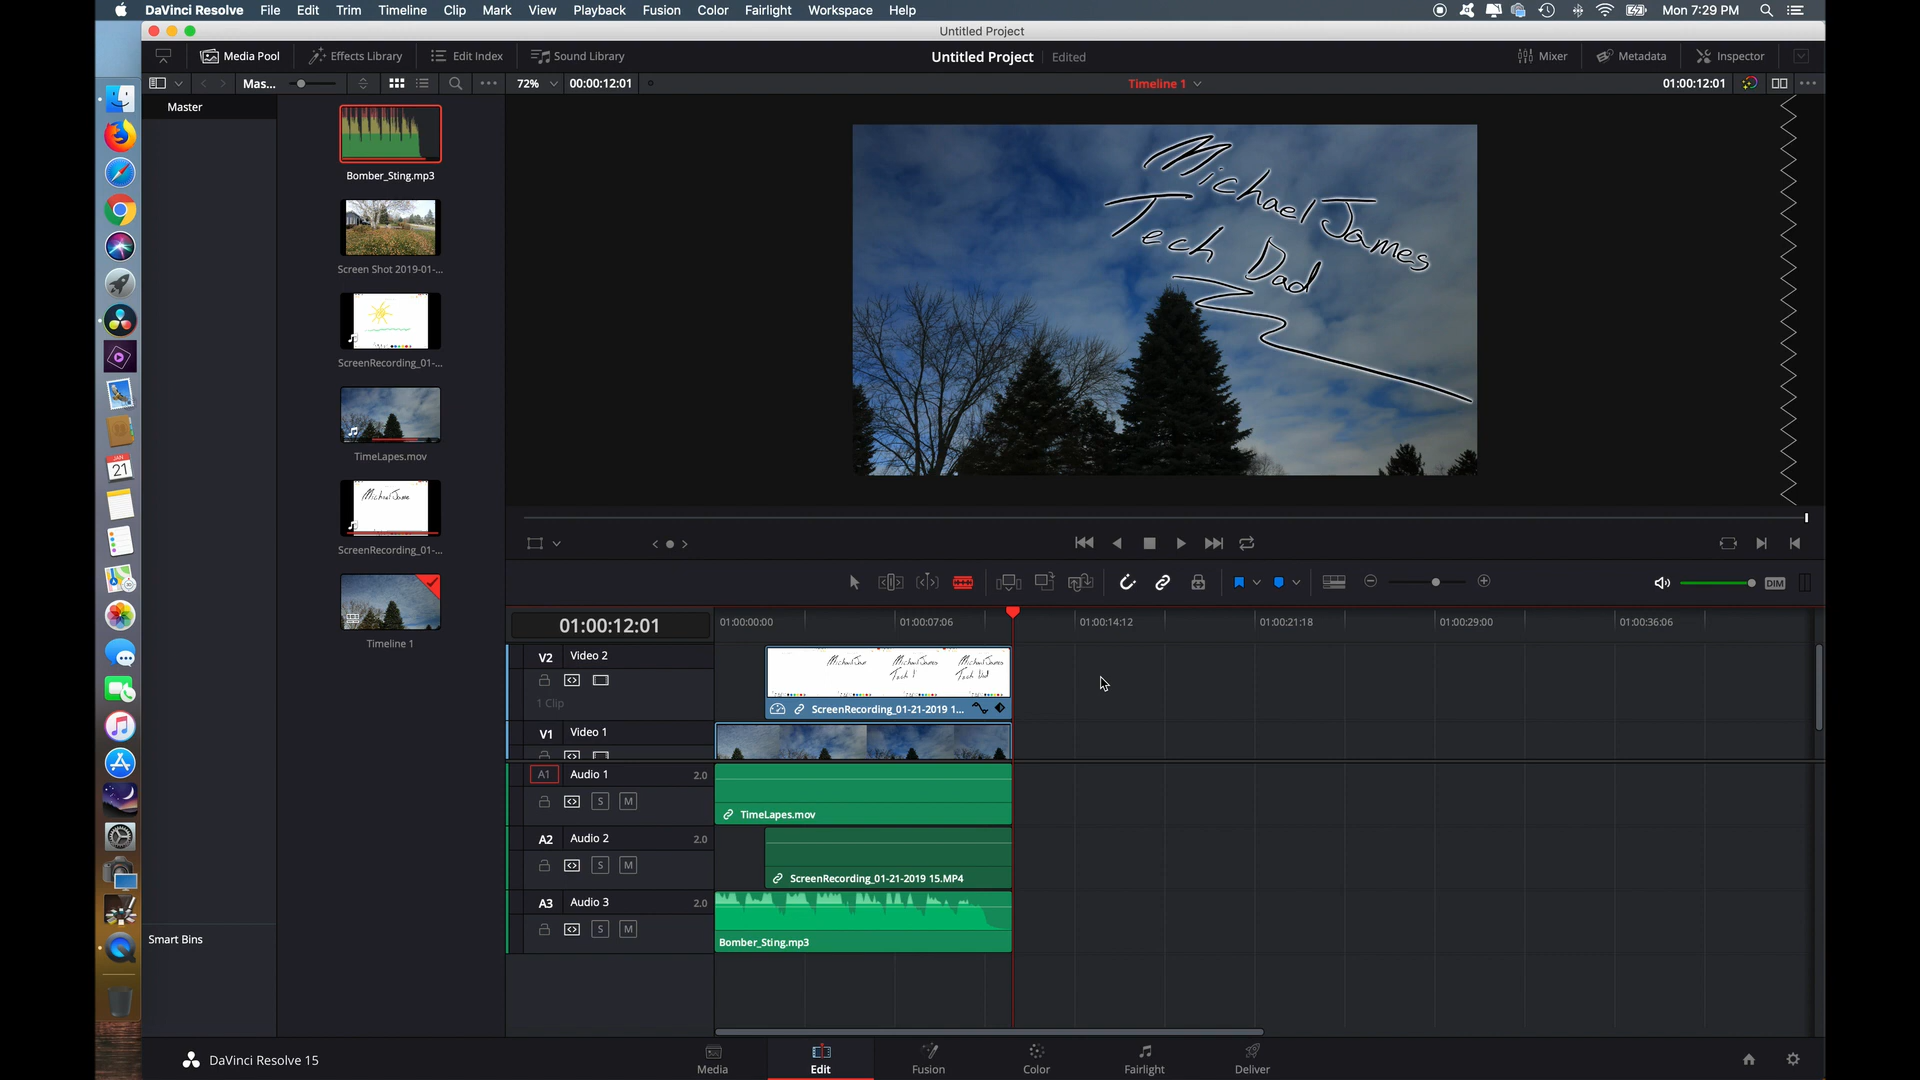 DaVinci Resolve File Edit Trim Timeline Clip Mark View Playback Fusion Color Fairlight Workspace Help Mon 7:29 PM
Untitled Project
Media Pool Effects Library Edit Index Sound Library Untitled Project Edited Mixer Metadata Inspector
Mas... 72% 00:00:12:01 Timeline 1 01:00:12:01
Master
Bomber_Sting.mp3
Screen Shot 2019-01-...
ScreenRecording_01-...
TimeLapes.mov
ScreenRecording_01-...
Timeline 1
Smart Bins
JAN
21
Michael James
Tech Dad
DIM
01:00:12:01 01:00:00:00 01:00:07:06 01:00:14:12 01:00:21:18 01:00:29:00 01:00:36:06
V2 Video 2
1 Clip
ScreenRecording_01-21-2019 1...
V1 Video 1
A1 Audio 1 2.0
S M
TimeLapes.mov
A2 Audio 2 2.0
S M
ScreenRecording_01-21-2019 15.MP4
A3 Audio 3 2.0
S M
Bomber_Sting.mp3
DaVinci Resolve 15
Media Edit Fusion Color Fairlight Deliver